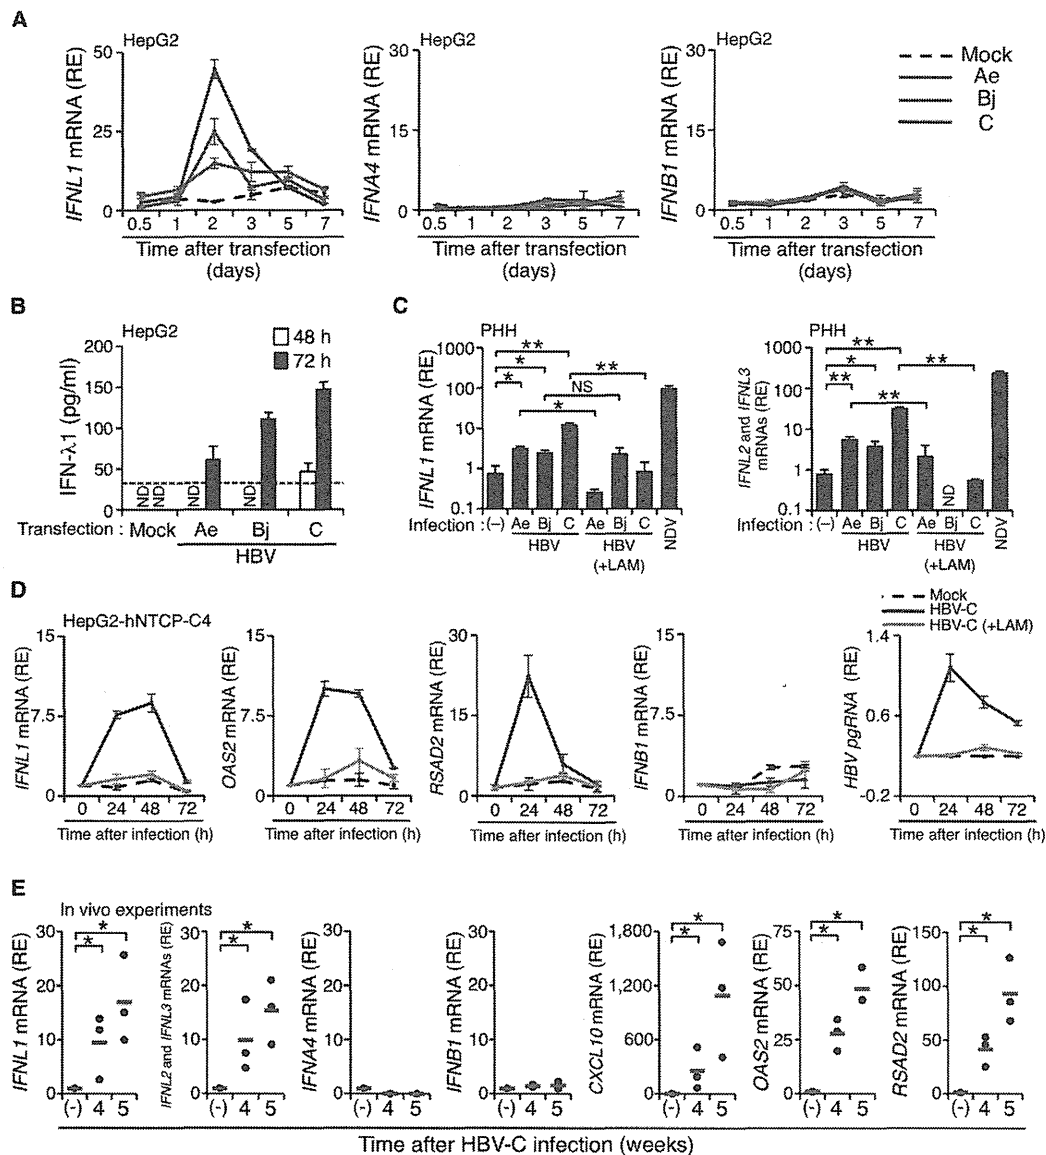 A
HepG2
IFNL1 mRNA (RE)
50
25
0
0.5 1 2 3 5 7
Time after transfection
(days)
HepG2
IFNA4 mRNA (RE)
30
15
0
0.5 1 2 3 5 7
Time after transfection
(days)
HepG2
IFNB1 mRNA (RE)
30
15
0
0.5 1 2 3 5 7
Time after transfection
(days)
Mock
Ae
Bj
C
B
HepG2
48 h
72 h
IFN-λ1 (pg/ml)
200
150
100
50
0
ND ND ND ND
Transfection : Mock Ae Bj C
HBV
C
PHH
IFNL1 mRNA (RE)
1000
100
10
1
0.1
** * * ** NS *
Infection : (–) Ae Bj C Ae Bj C NDV
HBV HBV
(+LAM)
PHH
IFNL2 and IFNL3
mRNAs (RE)
1000
100
10
1
0.1
** * ** ** **
ND
Infection : (–) Ae Bj C Ae Bj C NDV
HBV HBV
(+LAM)
D
HepG2-hNTCP-C4
Mock
HBV-C
HBV-C (+LAM)
IFNL1 mRNA (RE)
15
7.5
0
0 24 48 72
Time after infection (h)
OAS2 mRNA (RE)
15
7.5
0
0 24 48 72
Time after infection (h)
RSAD2 mRNA (RE)
30
15
0
0 24 48 72
Time after infection (h)
IFNB1 mRNA (RE)
15
7.5
0
0 24 48 72
Time after infection (h)
HBV pgRNA (RE)
1.4
0.6
-0.2
0 24 48 72
Time after infection (h)
E
In vivo experiments
IFNL1 mRNA (RE)
30
20
10
0
* *
(-) 4 5
IFNL2 and IFNL3 mRNAs (RE)
30
20
10
0
* *
(-) 4 5
IFNA4 mRNA (RE)
30
20
10
0
(-) 4 5
IFNB1 mRNA (RE)
30
20
10
0
(-) 4 5
CXCL10 mRNA (RE)
1,800
1,200
600
0
* *
(-) 4 5
OAS2 mRNA (RE)
75
50
25
0
* *
(-) 4 5
RSAD2 mRNA (RE)
150
100
50
0
* *
(-) 4 5
Time after HBV-C infection (weeks)